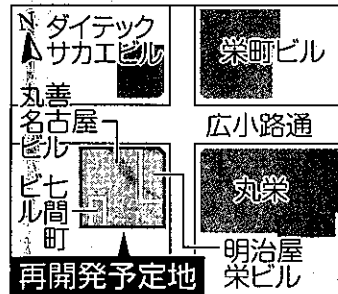 N
ダイテック
サカエビル
栄町ビル
丸善
名古屋
ビル
広小路通
七間町
ビル
丸栄
明治屋
栄ビル
再開発予定地